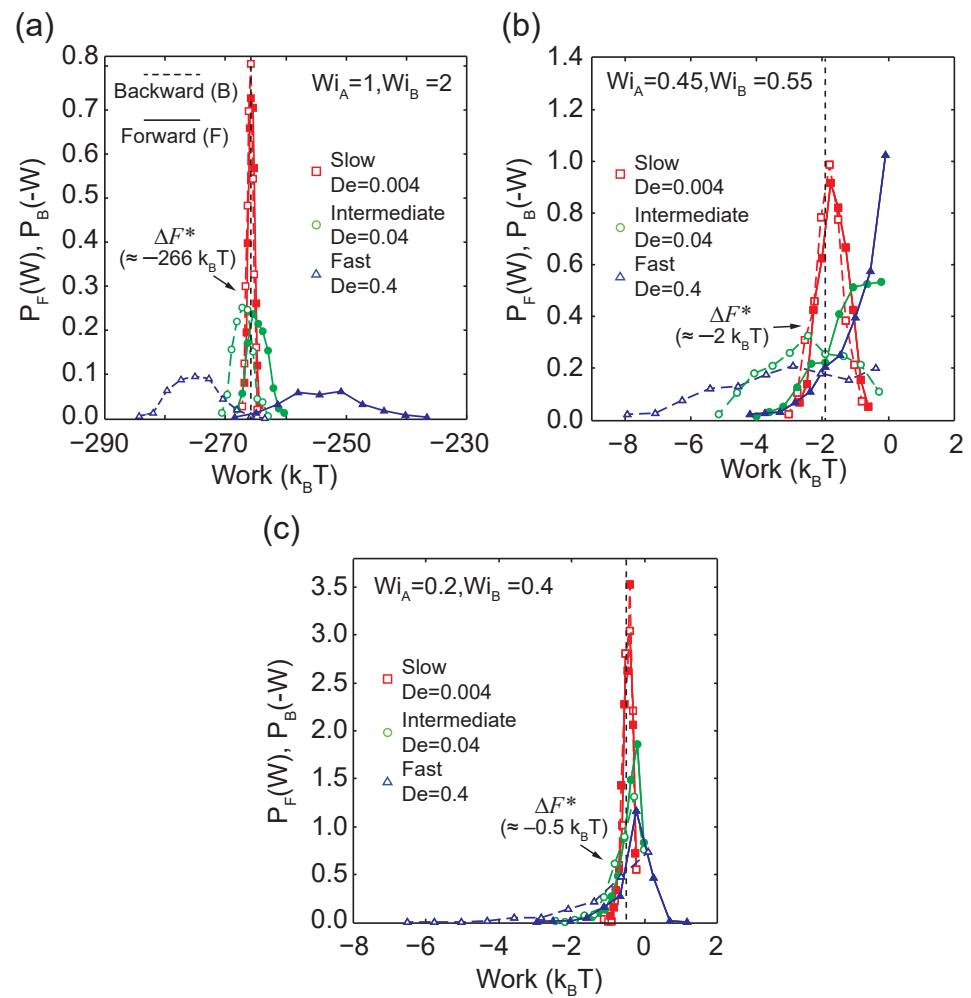 (a)
0.8
0.7
0.6
0.5
0.4
0.3
0.2
0.1
0.0
P_F(W), P_B(-W)
Backward (B)
Forward (F)
Wi_A=1,Wi_B=2
Slow
De=0.004
Intermediate
De=0.04
Fast
De=0.4
ΔF*
(≈ −266 k_BT)
−290
−270
−250
−230
Work (k_BT)
(b)
1.4
1.2
1.0
0.8
0.6
0.4
0.2
0.0
P_F(W), P_B(-W)
Wi_A=0.45,Wi_B=0.55
Slow
De=0.004
Intermediate
De=0.04
Fast
De=0.4
ΔF*
(≈ −2 k_BT)
−8
−6
−4
−2
0
2
Work (k_BT)
(c)
3.5
3.0
2.5
2.0
1.5
1.0
0.5
0.0
P_F(W), P_B(-W)
Wi_A=0.2,Wi_B=0.4
Slow
De=0.004
Intermediate
De=0.04
Fast
De=0.4
ΔF*
(≈ −0.5 k_BT)
−8
−6
−4
−2
0
2
Work (k_BT)